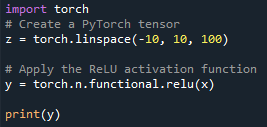 import torch
# Create a PyTorch tensor
z = torch.linspace(-10, 10, 100)
# Apply the ReLU activation function
y = torch.n.functional.relu(x)
print(y)